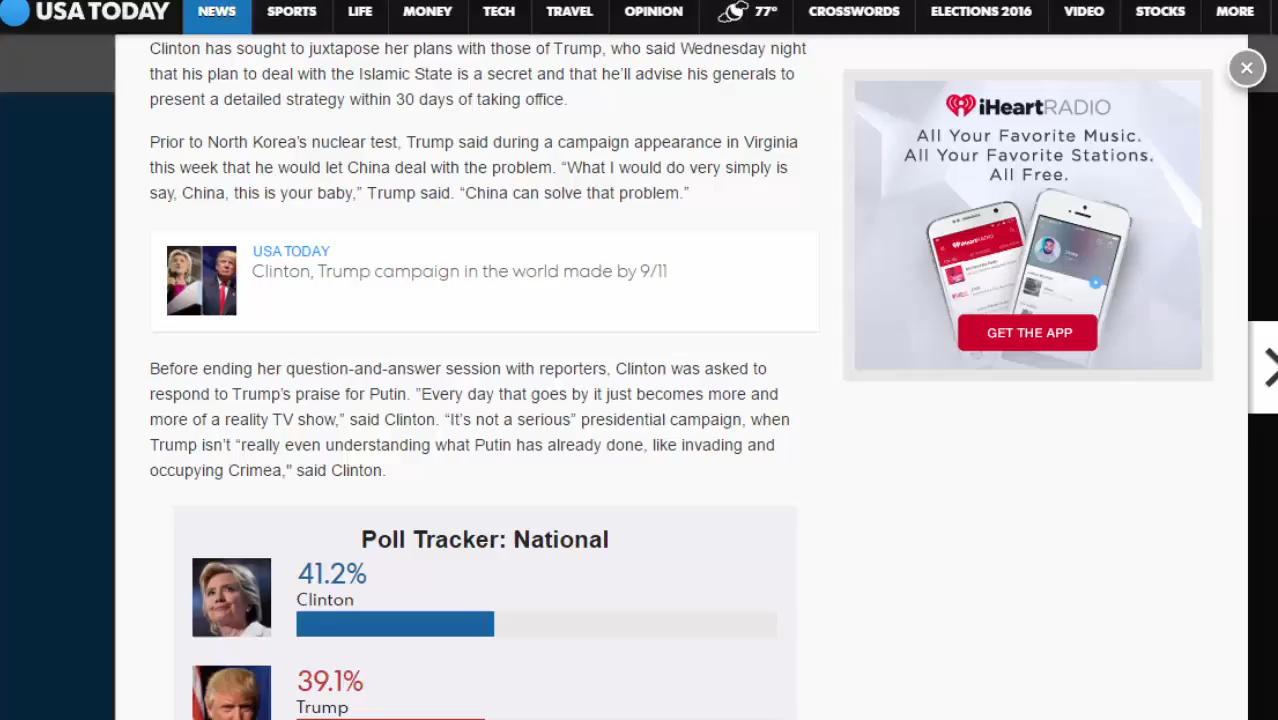 USA TODAY
NEWS
SPORTS
LIFE
MONEY
TECH
TRAVEL
OPINION
77°
CROSSWORDS
ELECTIONS 2016
VIDEO
STOCKS
MORE
Clinton has sought to juxtapose her plans with those of Trump, who said Wednesday night
that his plan to deal with the Islamic State is a secret and that he’ll advise his generals to
present a detailed strategy within 30 days of taking office.
Prior to North Korea’s nuclear test, Trump said during a campaign appearance in Virginia
this week that he would let China deal with the problem. “What I would do very simply is
say, China, this is your baby,” Trump said. “China can solve that problem.”
USA TODAY
Clinton, Trump campaign in the world made by 9/11
Before ending her question-and-answer session with reporters, Clinton was asked to
respond to Trump’s praise for Putin. ”Every day that goes by it just becomes more and
more of a reality TV show,” said Clinton. “It’s not a serious” presidential campaign, when
Trump isn’t “really even understanding what Putin has already done, like invading and
occupying Crimea," said Clinton.
Poll Tracker: National
41.2%
Clinton
39.1%
Trump
iHeartRADIO
All Your Favorite Music.
All Your Favorite Stations.
All Free.
iHeartRADIO
GET THE APP